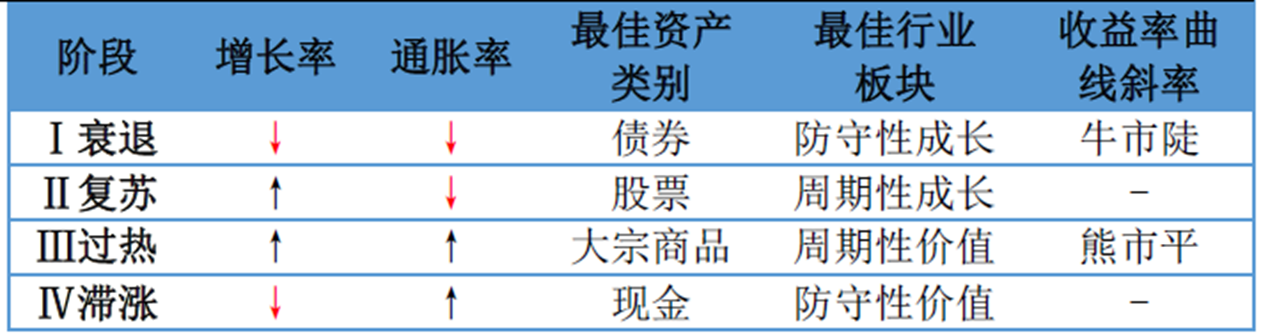 阶段 增长率 通胀率 最佳资产类别 最佳行业板块 收益率曲线斜率
Ⅰ衰退 ↓ ↓ 债券 防守性成长 牛市陡
Ⅱ复苏 ↑ ↓ 股票 周期性成长 -
Ⅲ过热 ↑ ↑ 大宗商品 周期性价值 熊市平
Ⅳ滞涨 ↓ ↑ 现金 防守性价值 -